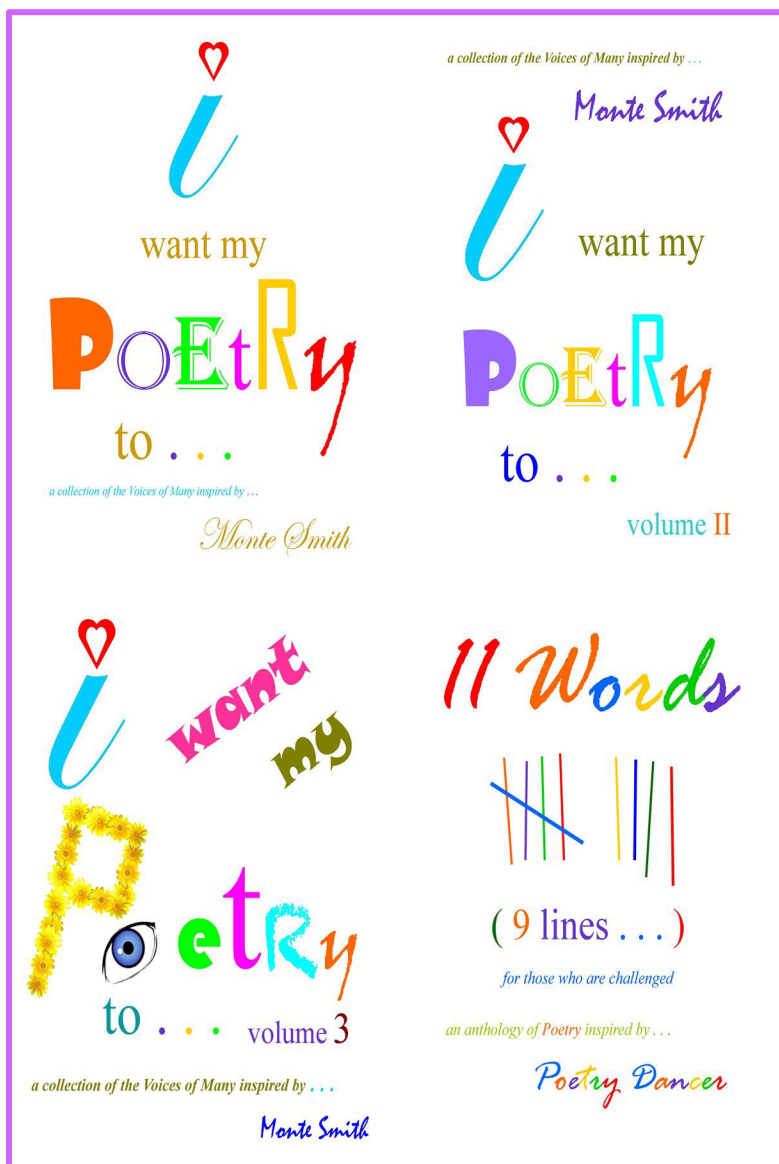 i
want my
POEtRy
to . . .
a collection of the Voices of Many inspired by . . .
Monte Smith
a collection of the Voices of Many inspired by . . .
Monte Smith
i
want my
POEtRy
to . . .
volume II
i
want
my
PoetRy
to . . . volume 3
a collection of the Voices of Many inspired by . . .
Monte Smith
11 Words
( 9 lines . . . )
for those who are challenged
an anthology of Poetry inspired by . . .
Poetry Dancer